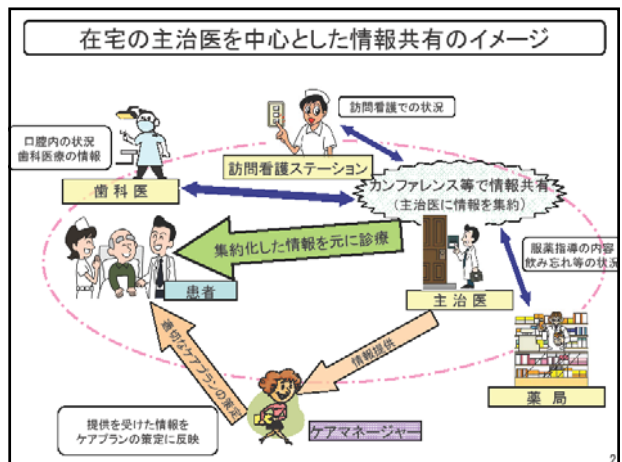 在宅の主治医を中心とした情報共有のイメージ
訪問看護での状況
口腔内の状況
歯科医療の情報
訪問看護ステーション
歯科医
カンファレンス等で情報共有
(主治医に情報を集約)
集約化した情報を元に診療
服薬指導の内容
飲み忘れ等の状況
患者
主治医
情報提供
適切なケアプランの策定
薬局
提供を受けた情報を
ケアプランの策定に反映
ケアマネージャー
2